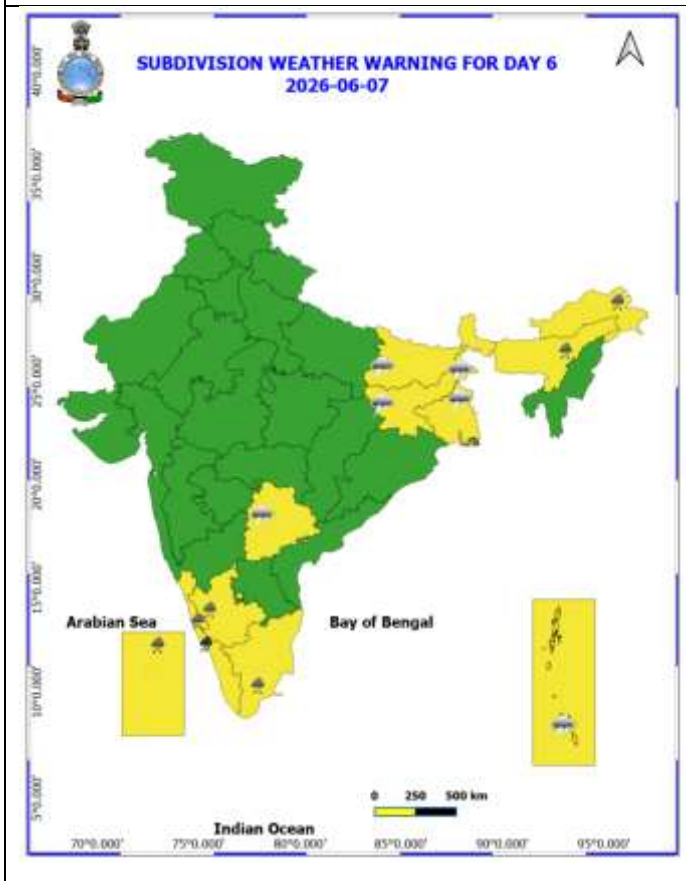 SUBDIVISION WEATHER WARNING FOR DAY 6
2026-06-07
40°0.000'
35°0.000'
30°0.000'
25°0.000'
20°0.000'
15°0.000'
10°0.000'
5°0.000'
Arabian Sea
Bay of Bengal
0 250 500 km
Indian Ocean
70°0.000' 75°0.000' 80°0.000' 85°0.000' 90°0.000' 95°0.000'